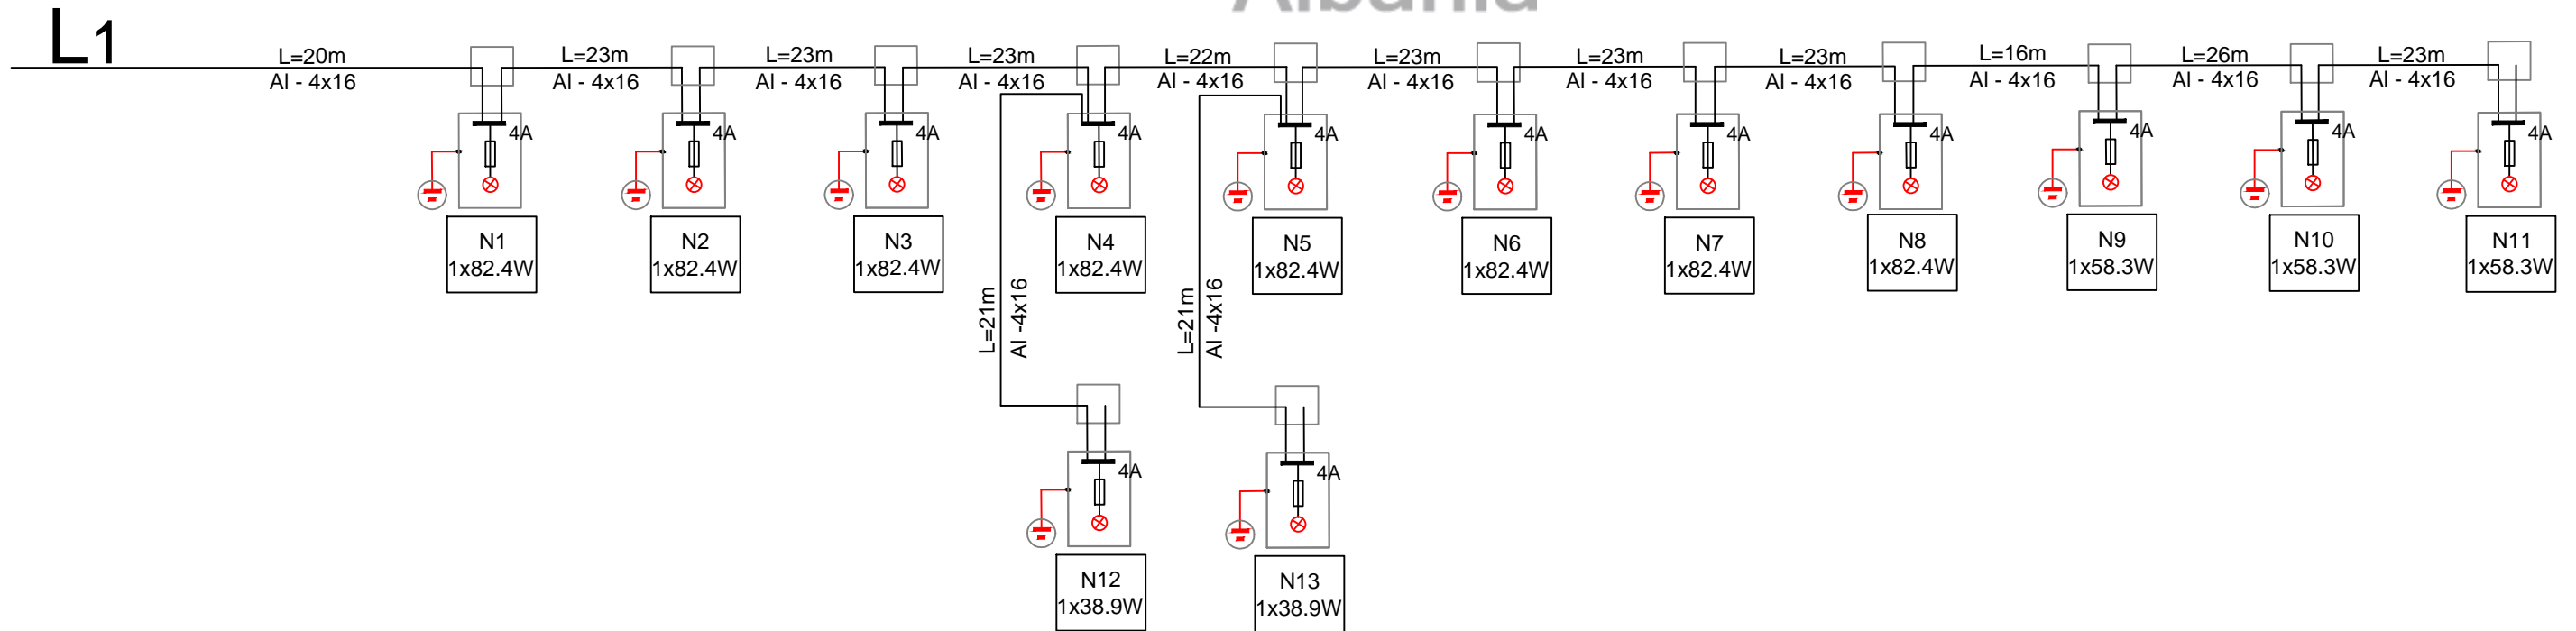 Albania
L1
L=20m
Al - 4x16
L=23m
Al - 4x16
L=23m
Al - 4x16
L=23m
Al - 4x16
L=22m
Al - 4x16
L=23m
Al - 4x16
L=23m
Al - 4x16
L=23m
Al - 4x16
L=16m
Al - 4x16
L=26m
Al - 4x16
L=23m
Al - 4x16
4A
4A
4A
4A
4A
4A
4A
4A
4A
4A
4A
N1
1x82.4W
N2
1x82.4W
N3
1x82.4W
N4
1x82.4W
N5
1x82.4W
N6
1x82.4W
N7
1x82.4W
N8
1x82.4W
N9
1x58.3W
N10
1x58.3W
N11
1x58.3W
L=21m
Al -4x16
L=21m
Al -4x16
4A
4A
N12
1x38.9W
N13
1x38.9W